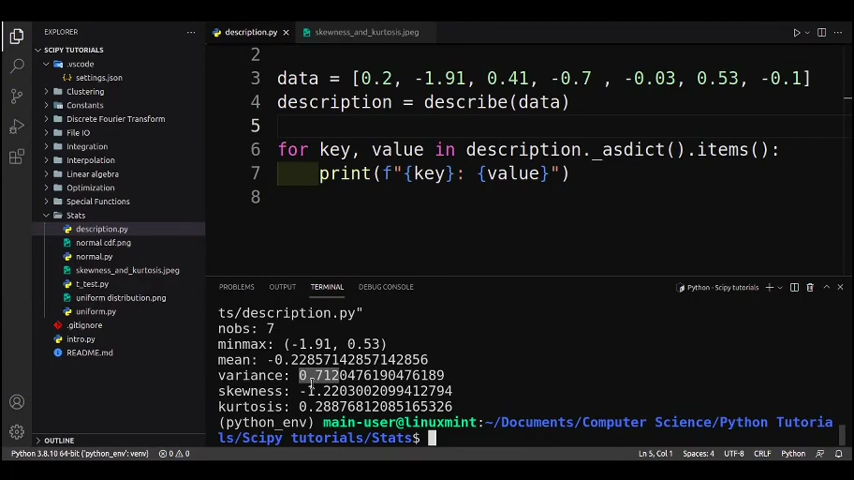 EXPLORER
...
description.py ×
skewness_and_kurtosis.jpeg
SCIPY TUTORIALS
.vscode
settings.json
Clustering
Constants
Discrete Fourier Transform
File IO
Integration
Interpolation
Linear algebra
Optimization
Special Functions
Stats
description.py
normal cdf.png
normal.py
skewness_and_kurtosis.jpeg
t_test.py
uniform distribution.png
uniform.py
.gitignore
intro.py
README.md
OUTLINE
2
3 data = [0.2, -1.91, 0.41, -0.7 , -0.03, 0.53, -0.1]
4 description = describe(data)
5
6 for key, value in description._asdict().items():
7 print(f"{key}: {value}")
8
PROBLEMS OUTPUT TERMINAL DEBUG CONSOLE
Python - Scipy tutorials
ts/description.py"
nobs: 7
minmax: (-1.91, 0.53)
mean: -0.22857142857142856
variance: 0.7120476190476189
skewness: -1.2203002099412794
kurtosis: 0.28876812085165326
(python_env) main-user@linuxmint:~/Documents/Computer Science/Python Tutoria
ls/Scipy tutorials/Stats$
Python 3.8.10 ('python_env': venv) 0 0
Ln 5, Col 1 Spaces: 4 UTF-8 CRLF Python